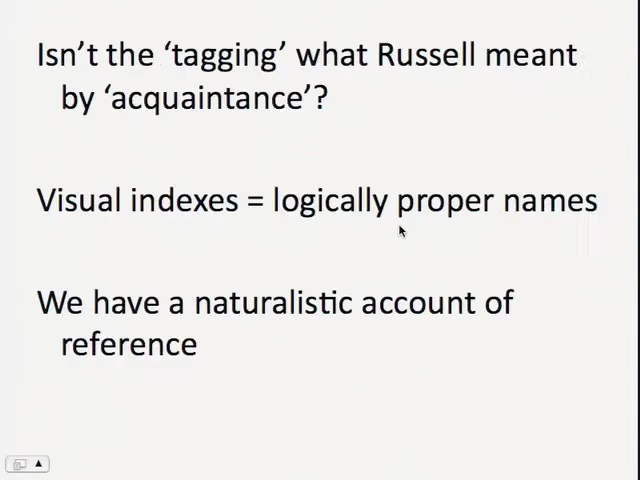 Isn’t the ‘tagging’ what Russell meant
by ‘acquaintance’?
Visual indexes = logically proper names
We have a naturalistic account of
reference